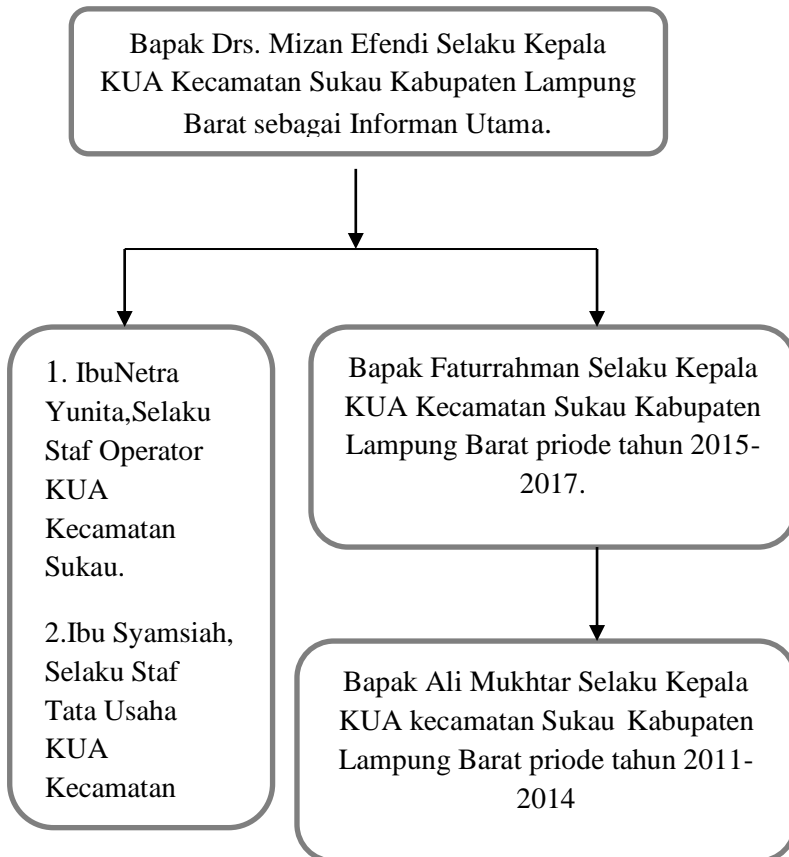 Bapak Drs. Mizan Efendi Selaku Kepala
KUA Kecamatan Sukau Kabupaten Lampung
Barat sebagai Informan Utama.
1. IbuNetra
Yunita,Selaku
Staf Operator
KUA
Kecamatan
Sukau.
2.Ibu Syamsiah,
Selaku Staf
Tata Usaha
KUA
Kecamatan
Bapak Faturrahman Selaku Kepala
KUA Kecamatan Sukau Kabupaten
Lampung Barat priode tahun 2015-
2017.
Bapak Ali Mukhtar Selaku Kepala
KUA kecamatan Sukau Kabupaten
Lampung Barat priode tahun 2011-
2014